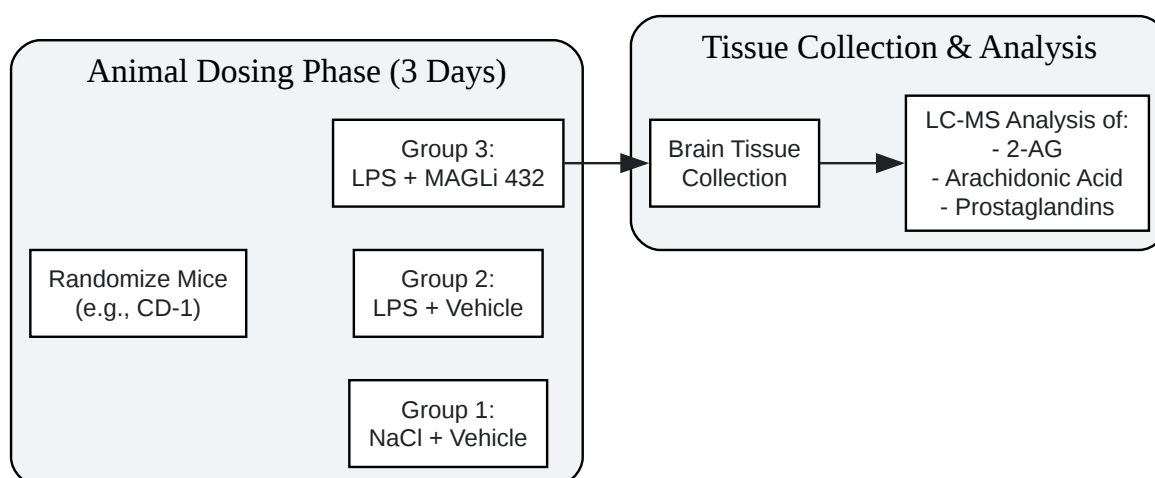 Animal Dosing Phase (3 Days)
Randomize Mice
(e.g., CD-1)
Group 3:
LPS + MAGLi 432
Group 2:
LPS + Vehicle
Group 1:
NaCl + Vehicle
Tissue Collection & Analysis
Brain Tissue
Collection
LC-MS Analysis of:
- 2-AG
- Arachidonic Acid
- Prostaglandins